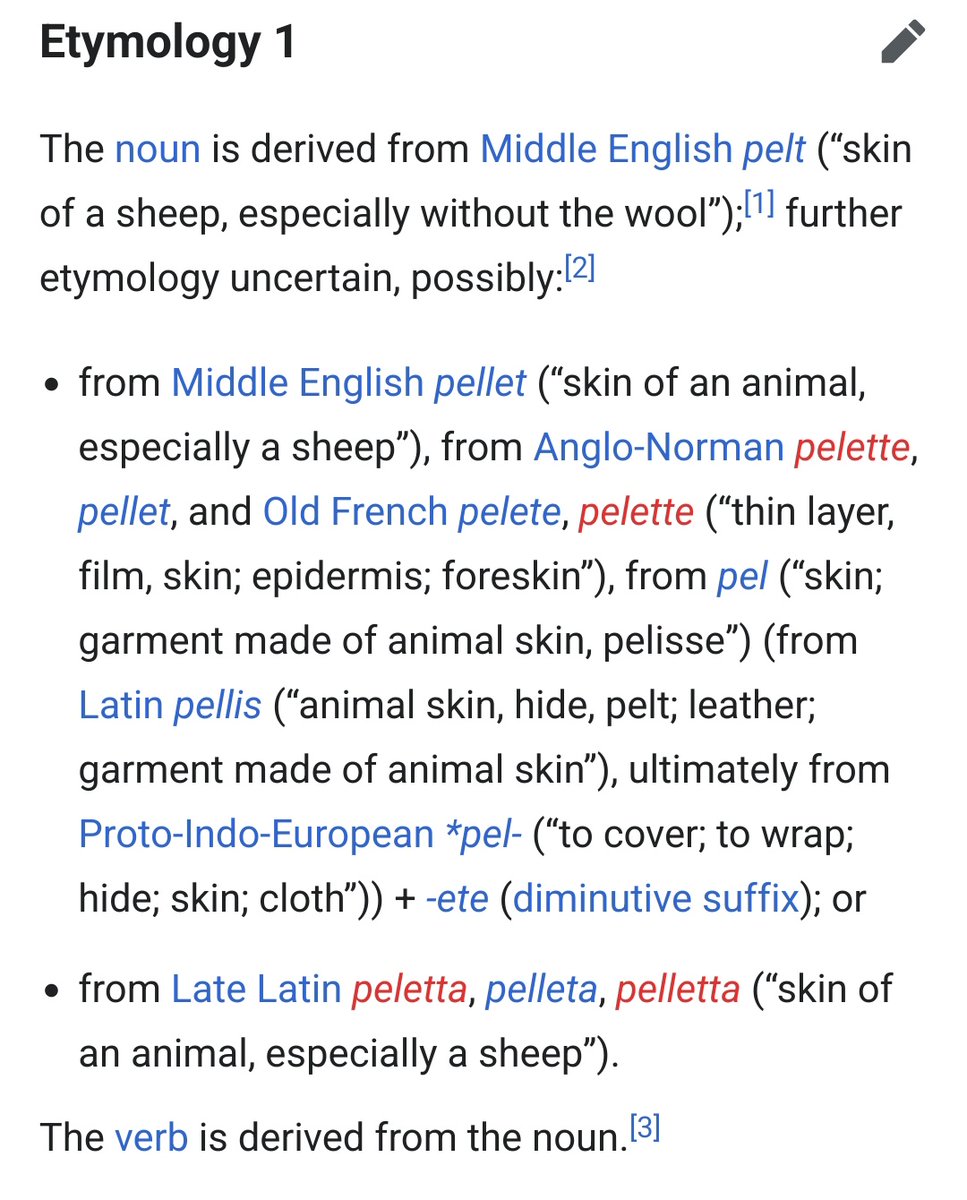 Etymology 1
The noun is derived from Middle English pelt (“skin
of a sheep, especially without the wool”);[1] further
etymology uncertain, possibly:[2]
• from Middle English pellet (“skin of an animal,
especially a sheep”), from Anglo-Norman pelette,
pellet, and Old French pelete, pelette (“thin layer,
film, skin; epidermis; foreskin”), from pel (“skin;
garment made of animal skin, pelisse”) (from
Latin pellis (“animal skin, hide, pelt; leather;
garment made of animal skin”), ultimately from
Proto-Indo-European *pel- (“to cover; to wrap;
hide; skin; cloth”)) + -ete (diminutive suffix); or
• from Late Latin peletta, pelleta, pelletta (“skin of
an animal, especially a sheep”).
The verb is derived from the noun.[3]